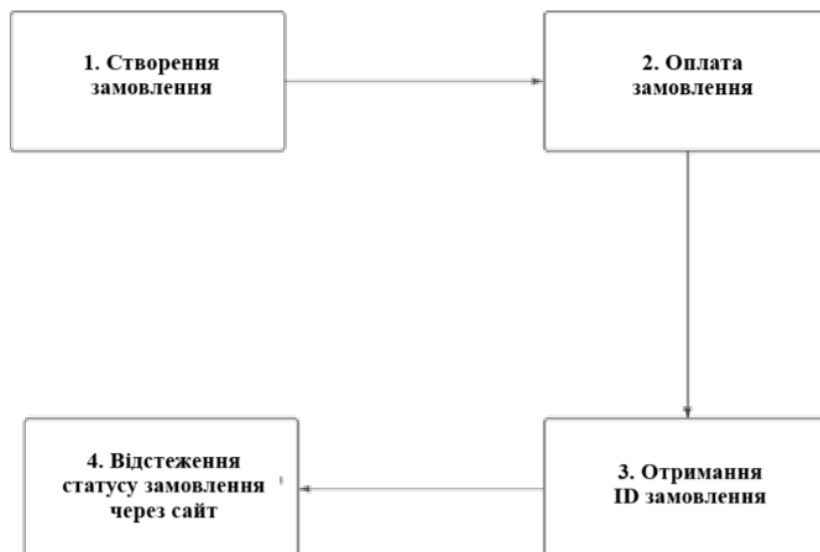 1. Створення
замовлення
2. Оплата
замовлення
3. Отримання
ID замовлення
4. Відстеження
статусу замовлення
через сайт